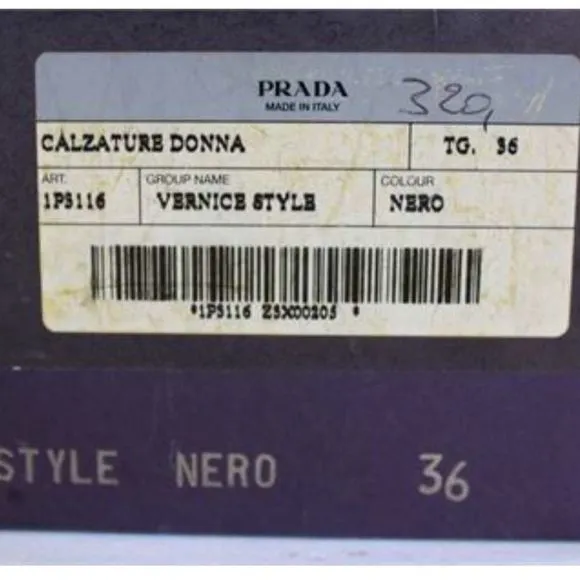 PRADA
MADE IN ITALY
320,
CALZATURE DONNA TG. 36
ART. GROUP NAME COLOUR
1P3116 VERNICE STYLE NERO
*1P3116 Z3X00205 *
STYLE NERO 36